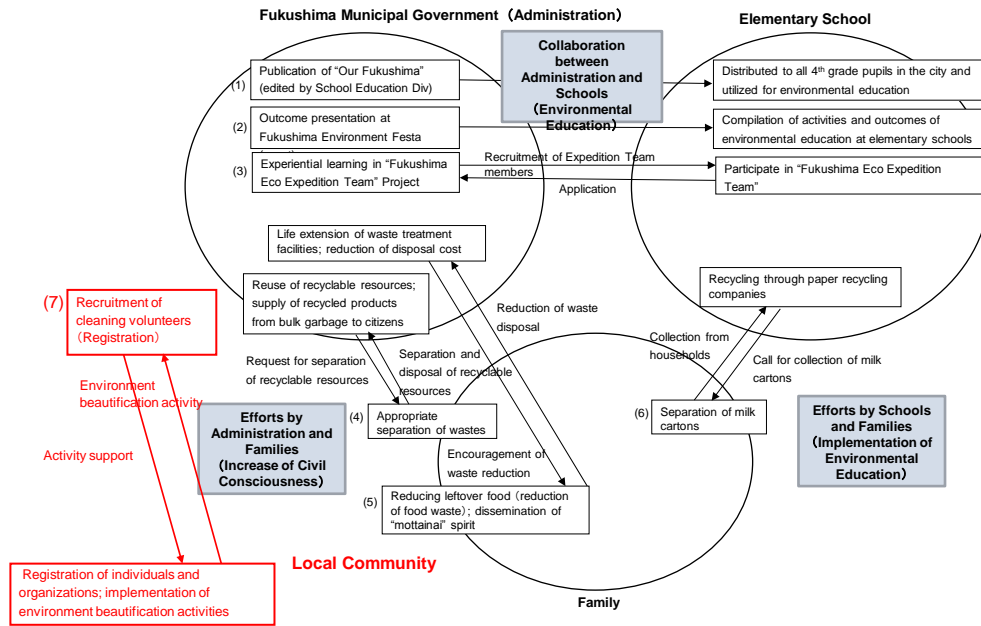 Fukushima Municipal Government（Administration）
Elementary School
Collaboration
between
Administration and
Schools
（Environmental
Education）
(1)
Publication of “Our Fukushima”
(edited by School Education Div)
Distributed to all 4th grade pupils in the city and
utilized for environmental education
(2)
Outcome presentation at
Fukushima Environment Festa
Compilation of activities and outcomes of
environmental education at elementary schools
(3)
Experiential learning in “Fukushima
Eco Expedition Team” Project
Recruitment of Expedition Team
members
Application
Participate in “Fukushima Eco Expedition
Team”
Life extension of waste treatment
facilities; reduction of disposal cost
Reuse of recyclable resources;
supply of recycled products
from bulk garbage to citizens
Reduction of waste
disposal
Recycling through paper recycling
companies
(7)
Recruitment of
cleaning volunteers
（Registration）
Request for separation
of recyclable resources
Separation and
disposal of recyclable
resources
Collection from
households
Call for collection of milk
cartons
Environment
beautification activity
Activity support
Efforts by
Administration and
Families
（Increase of Civil
Consciousness）
(4)
Appropriate
separation of wastes
(6)
Separation of milk
cartons
Efforts by Schools
and Families
（Implementation of
Environmental
Education）
Encouragement of
waste reduction
(5)
Reducing leftover food（reduction
of food waste）; dissemination of
“mottainai” spirit
Local Community
Registration of individuals and
organizations; implementation of
environment beautification activities
Family